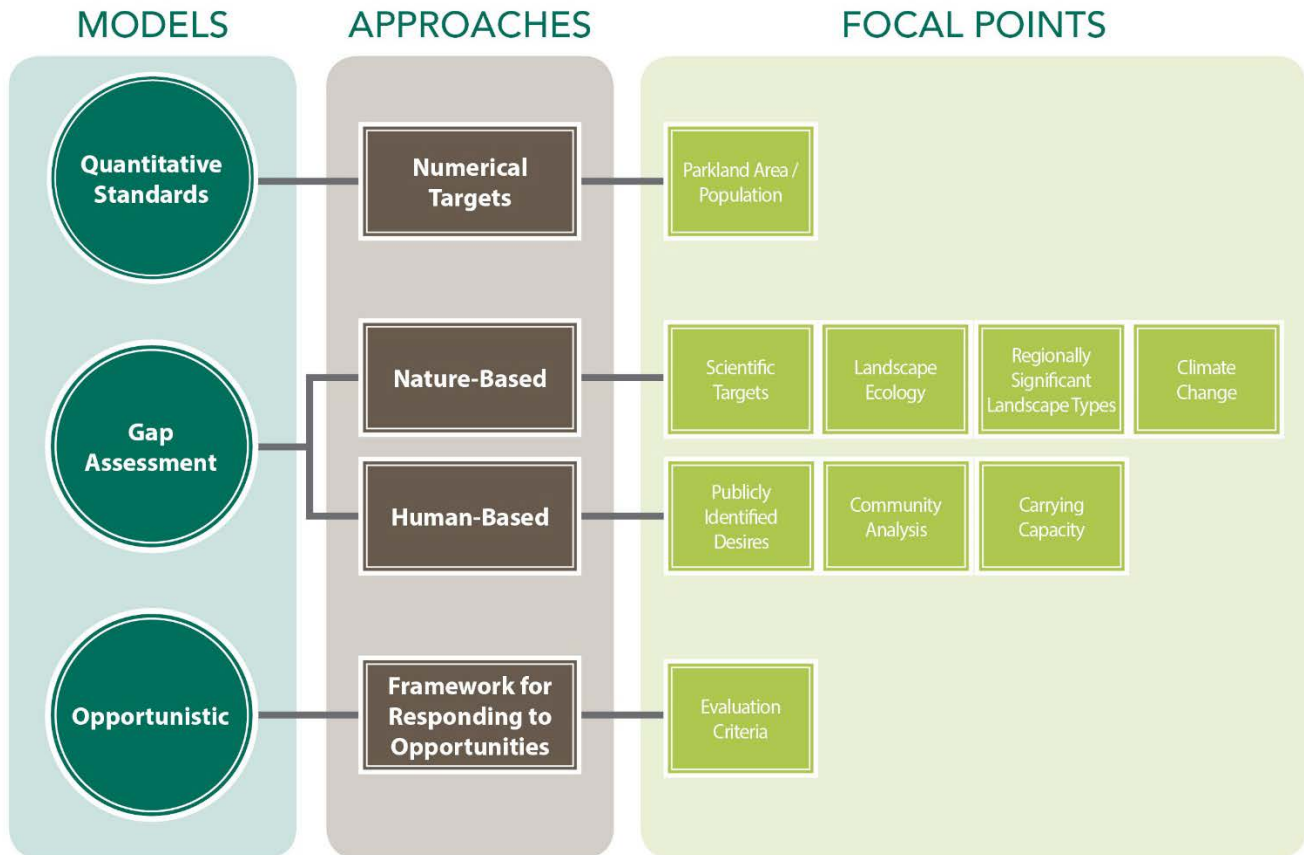 MODELS
APPROACHES
FOCAL POINTS
Quantitative
Standards
Numerical
Targets
Parkland Area /
Population
Gap
Assessment
Nature-Based
Scientific
Targets
Landscape
Ecology
Regionally
Significant
Landscape Types
Climate
Change
Human-Based
Publicly
Identified
Desires
Community
Analysis
Carrying
Capacity
Opportunistic
Framework for
Responding to
Opportunities
Evaluation
Criteria